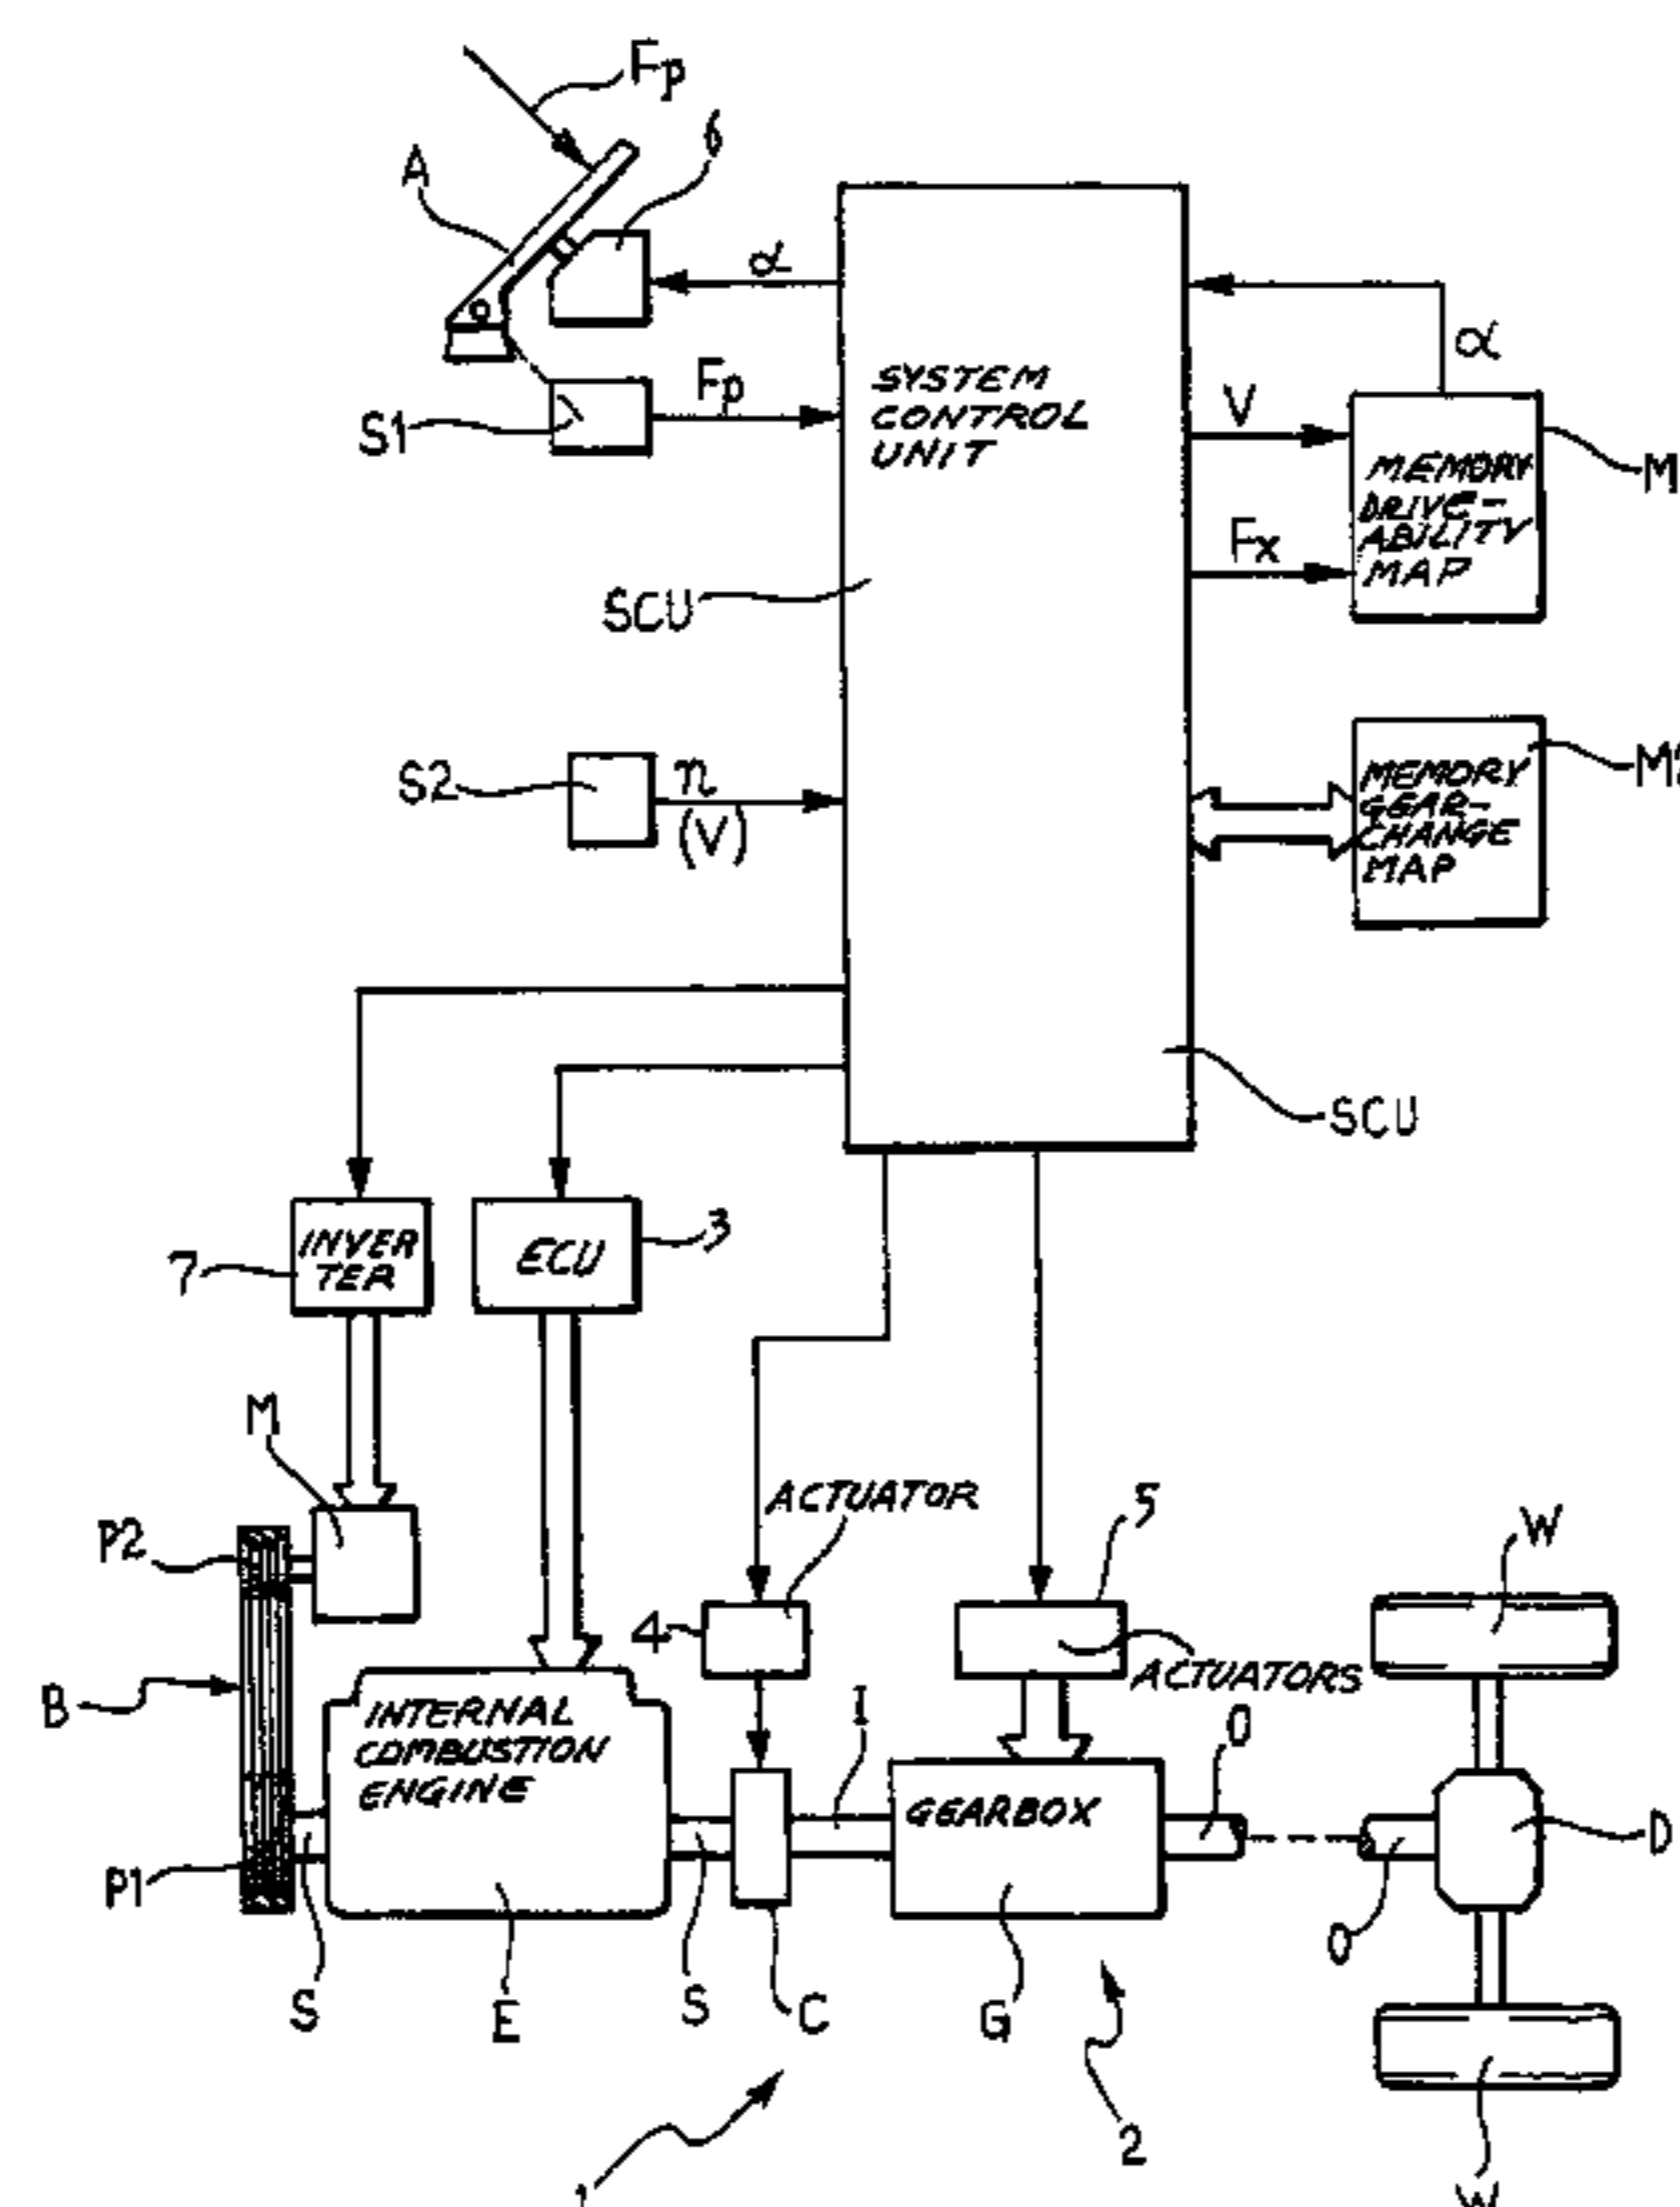 Fp
A
6
α
α
SYSTEM
CONTROL
UNIT
Fp
S1
V
M
MEMORY
DRIVE-
ABILITY
MAP
Fx
SCU
S2
η
(V)
MEMORY
GEAR-
CHANGE
MAP
M2
SCU
INVER
TER
7
ECU
3
M
ACTUATOR
5
P2
W
4
ACTUATORS
B
I
O
INTERNAL
COMBUSTION
ENGINE
GEARBOX
D
P1
O
S
E
S
C
G
2
1
W